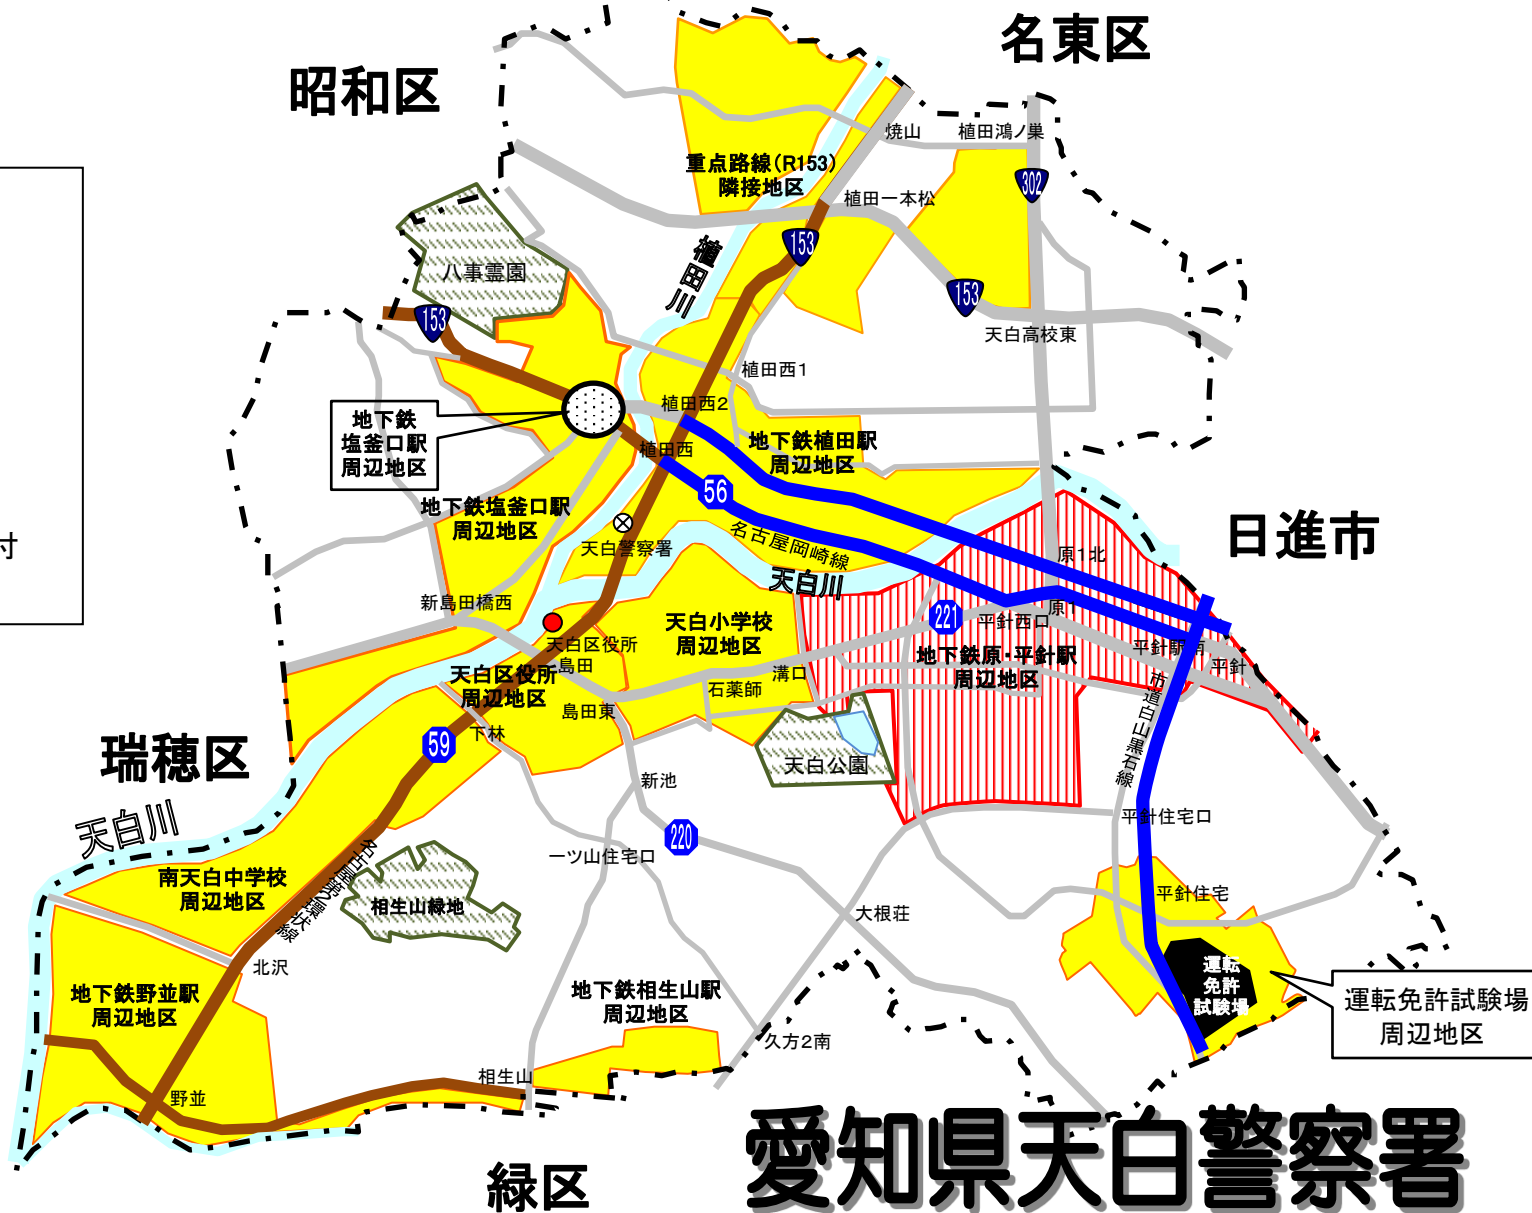 名東区
昭和区
焼山
植田鴻ノ巣
重点路線(R153)
隣接地区
302
植田一本松
153
植田川
八事霊園
153
153
天白高校東
植田西1
植田西2
地下鉄
塩釜口駅
周辺地区
植田西
地下鉄植田駅
周辺地区
56
地下鉄塩釜口駅
周辺地区
名古屋岡崎線
天白警察署
日進市
村
原1北
天白川
新島田橋西
221
原1
平針西口
天白小学校
周辺地区
天白区役所
島田
平針駅南
平針
地下鉄原・平針駅
周辺地区
溝口
天白区役所
周辺地区
石薬師
市道白山黒石線
島田東
下林
59
瑞穂区
天白公園
新池
天白川
平針住宅口
220
一ツ山住宅口
名古屋第2環状線
南天白中学校
周辺地区
平針住宅
相生山緑地
大根荘
北沢
運転
免許
試験場
地下鉄野並駅
周辺地区
地下鉄相生山駅
周辺地区
運転免許試験場
周辺地区
久方2南
相生山
野並
緑区
愛知県天白警察署